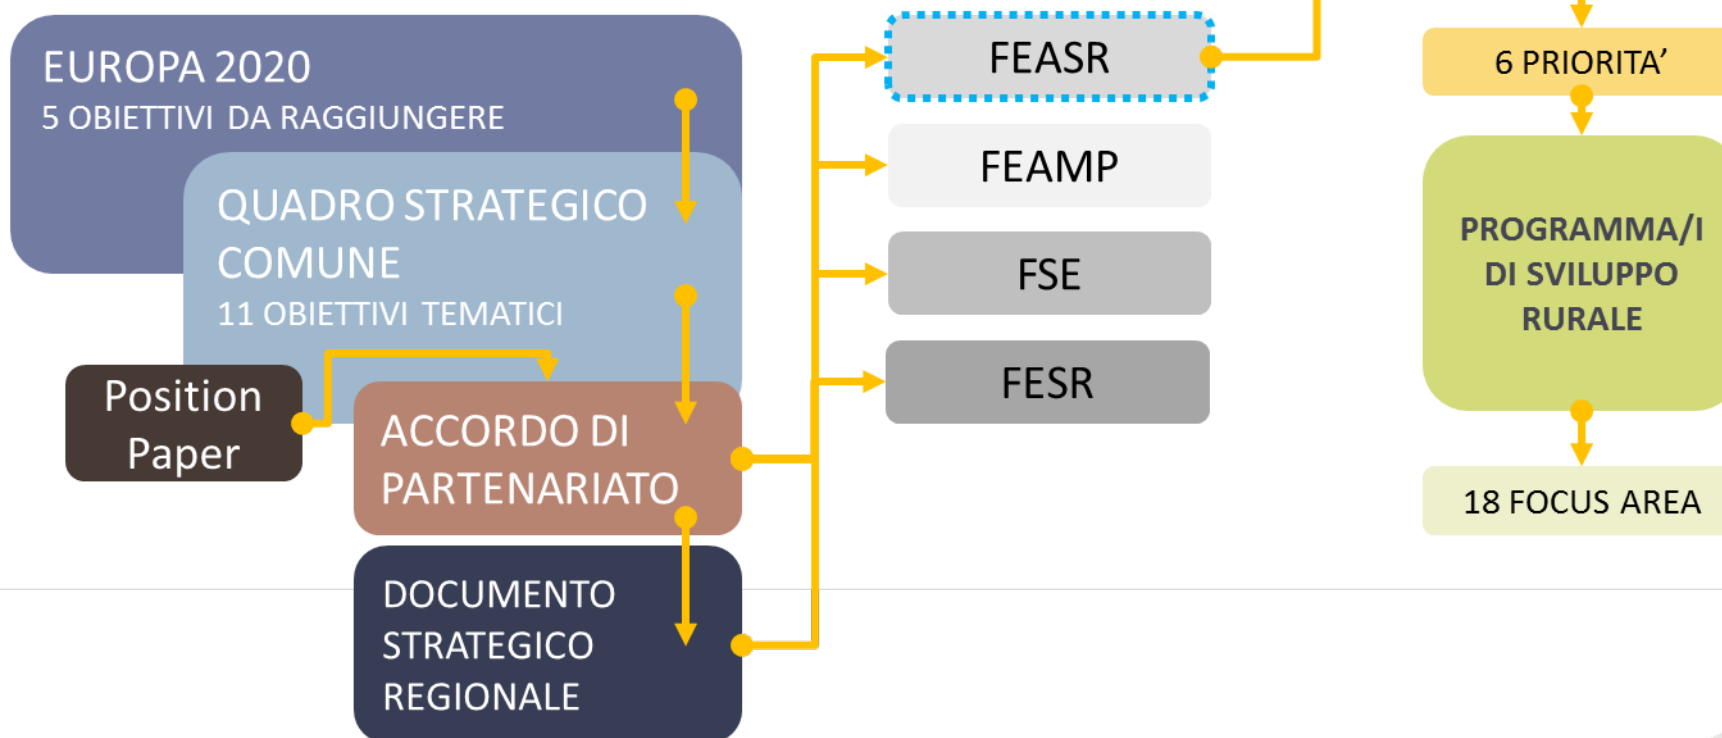 EUROPA 2020
5 OBIETTIVI DA RAGGIUNGERE
QUADRO STRATEGICO
COMUNE
11 OBIETTIVI TEMATICI
Position
Paper
ACCORDO DI
PARTENARIATO
DOCUMENTO
STRATEGICO
REGIONALE
FEASR
FEAMP
FSE
FESR
6 PRIORITA’
PROGRAMMA/I
DI SVILUPPO
RURALE
18 FOCUS AREA